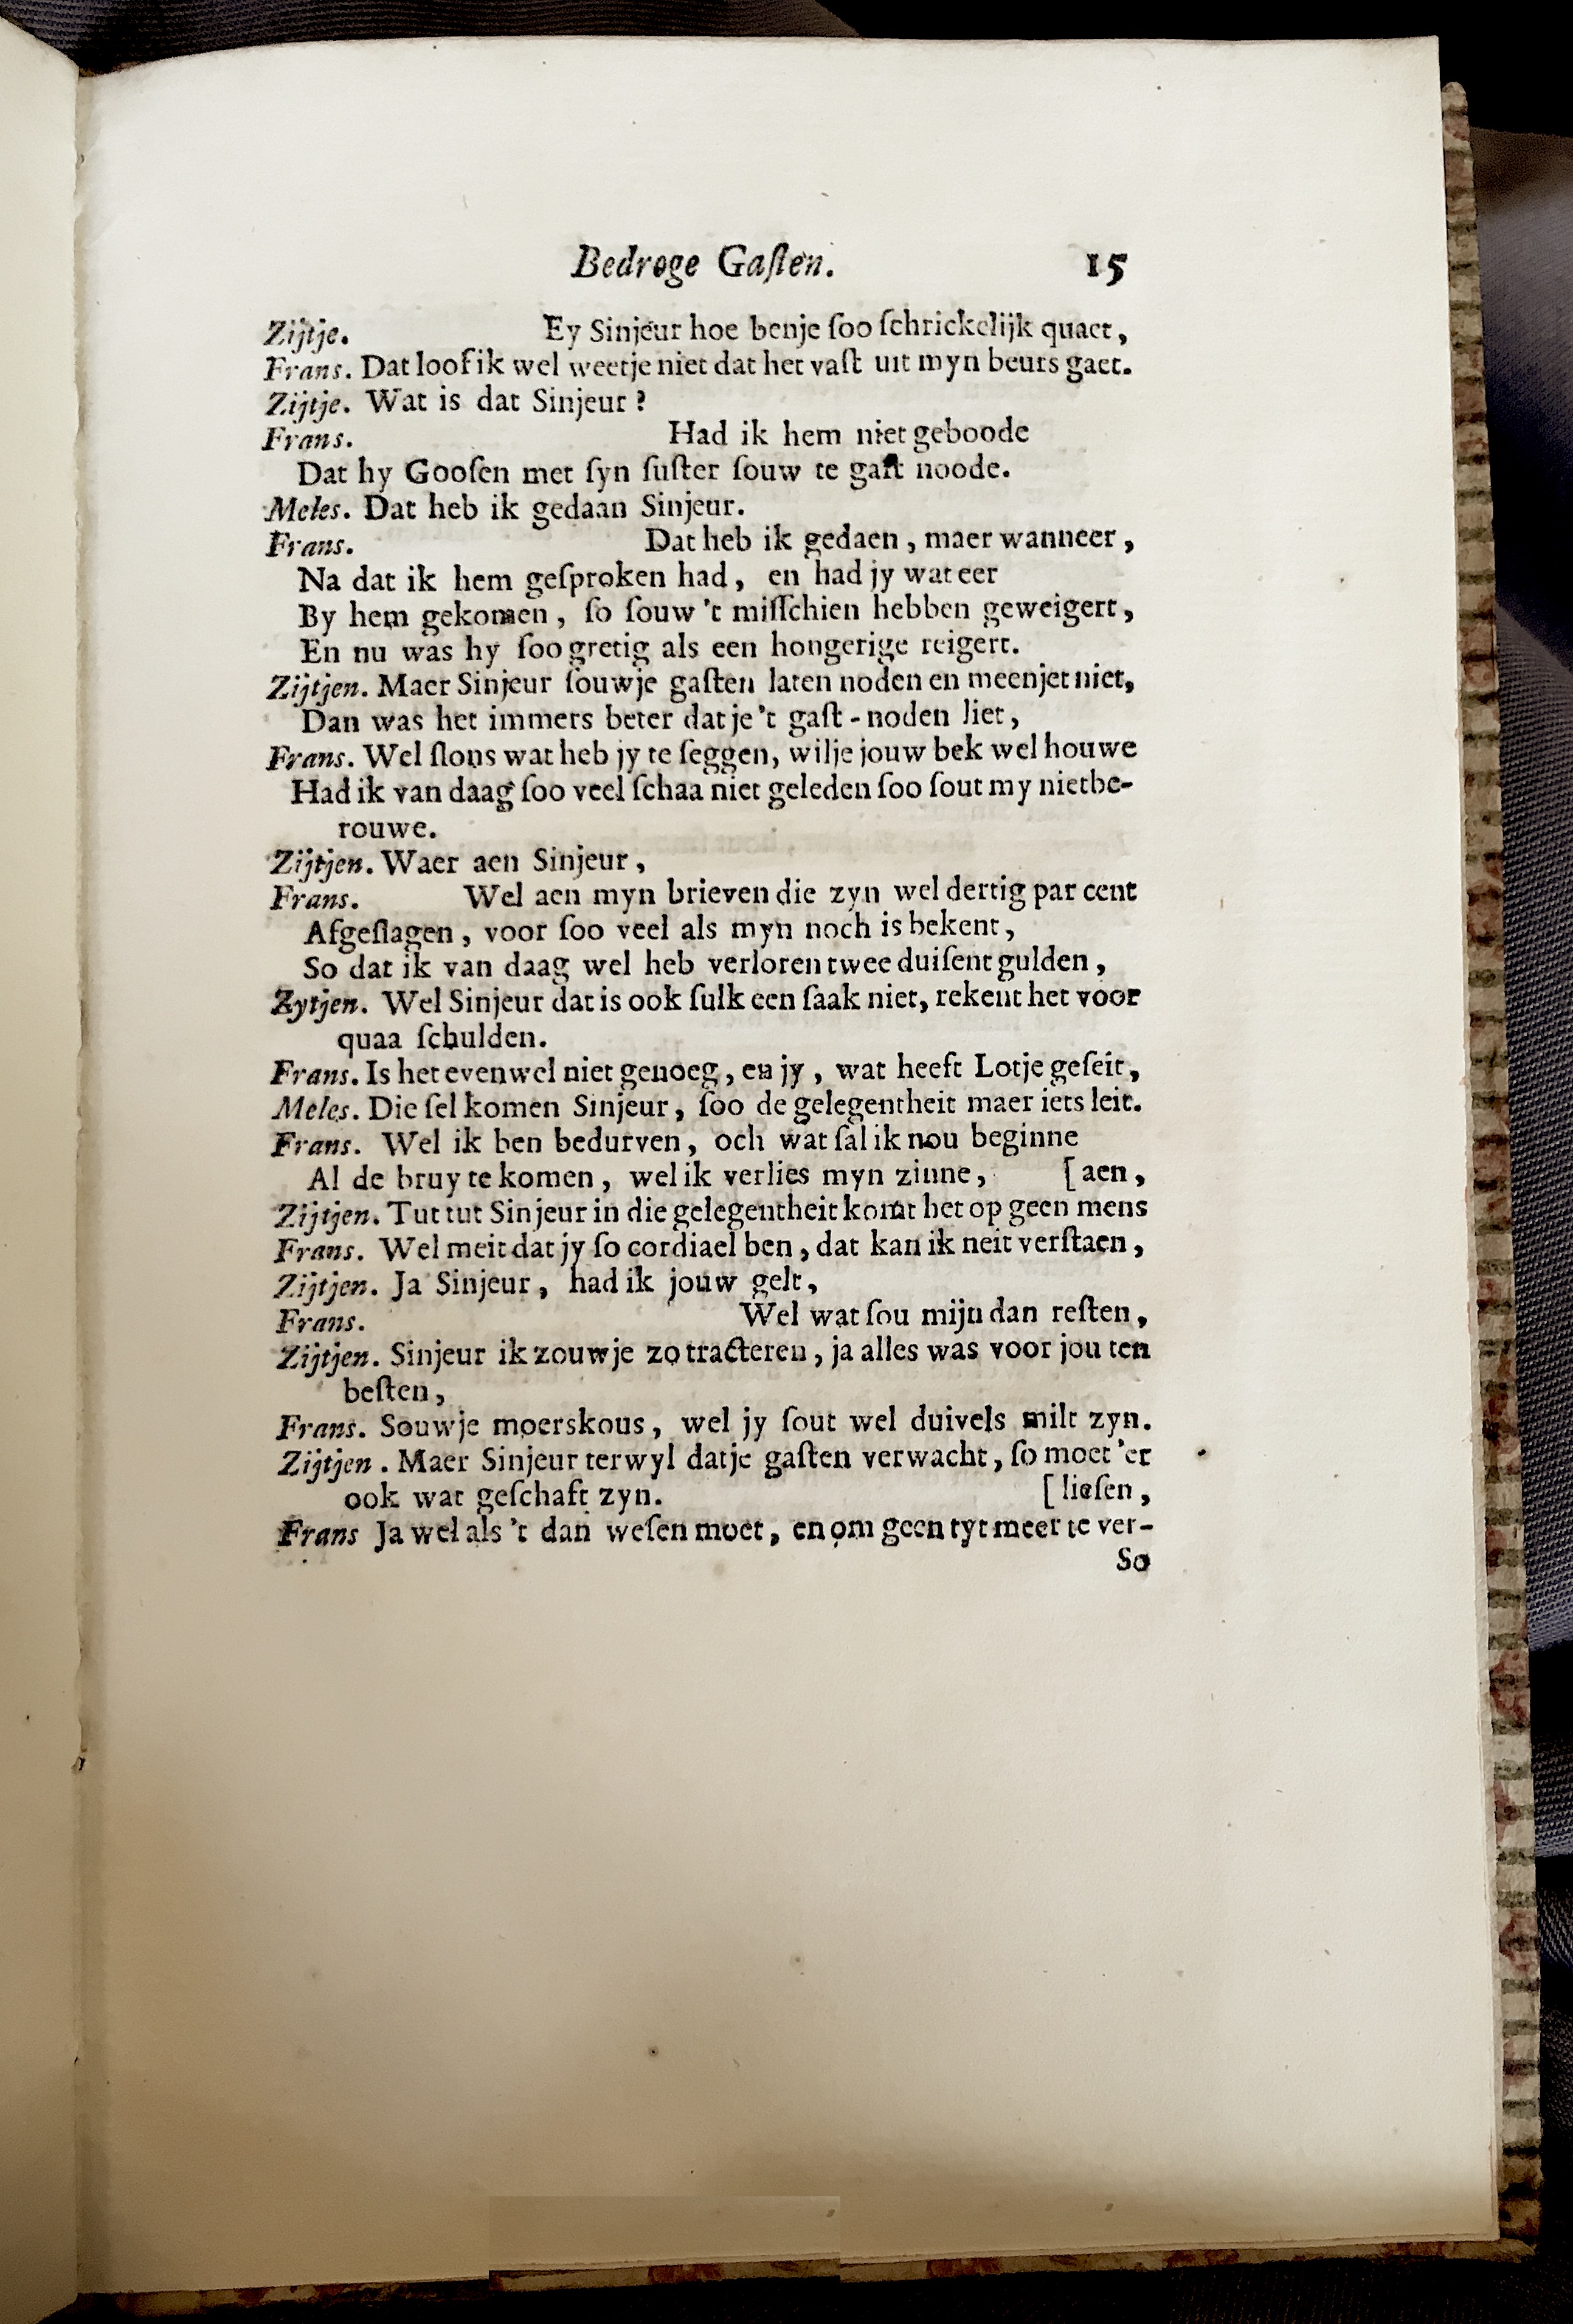 Bedroge Gaſten. 15
Zijtje. Ey Sinjeur hoe benje ſoo ſchrickelijk quaet,
Frans. Dat loof ik wel weetje niet dat het vaſt uit myn beurs gaet.
Zijtje. Wat is dat Sinjeur?
Frans. Had ik hem niet geboode
Dat hy Gooſen met ſyn ſuſter ſouw te gaſt noode.
Meles. Dat heb ik gedaan Sinjeur.
Frans. Dat heb ik gedaen, maer wanneer,
Na dat ik hem geſproken had, en had jy wat eer
By hem gekomen, ſo ſouw 't miſſchien hebben geweigert,
En nu was hy ſoo gretig als een hongerige reigert.
Zijtjen. Maer Sinjeur ſouwje gaſten laten noden en meenjet niet,
Dan was het immers beter dat je 't gaſt-noden liet,
Frans. Wel ſlons wat heb jy te ſeggen, wilje jouw bek wel houwe
Had ik van daag ſoo veel ſchaa niet geleden ſoo ſout my niet be-
rouwe.
Zijtjen. Waer aen Sinjeur,
Frans. Wel aen myn brieven die zyn wel dertig par cent
Afgeſlagen, voor ſoo veel als myn noch is bekent,
So dat ik van daag wel heb verloren twee duiſent gulden,
Zytjen. Wel Sinjeur dat is ook ſulk een ſaak niet, rekent het voor
quaa ſchulden.
Frans. Is het evenwel niet genoeg, en jy, wat heeft Lotje geſeit,
Meles. Die ſel komen Sinjeur, ſoo de gelegentheit maer iets leit.
Frans. Wel ik ben bedurven, och wat ſal ik nou beginne
Al de bruy te komen, wel ik verlies myn zinne, [aen,
Zijtjen. Tut tut Sinjeur in die gelegentheit komt het op geen mens
Frans. Wel meit dat jy ſo cordiael ben, dat kan ik neit verſtaen,
Zijtjen. Ja Sinjeur, had ik jouw gelt,
Frans. Wel wat ſou mijn dan reſten,
Zijtjen. Sinjeur ik zouw je zo tracteren, ja alles was voor jou ten
beſten,
Frans. Souwje moerskous, wel jy ſout wel duivels milt zyn.
Zijtjen. Maer Sinjeur terwyl datje gaſten verwacht, ſo moet 'er
ook wat geſchaft zyn. [lieſen,
Frans Ja wel als 't dan weſen moet, en om geen tyt meer te ver-
So